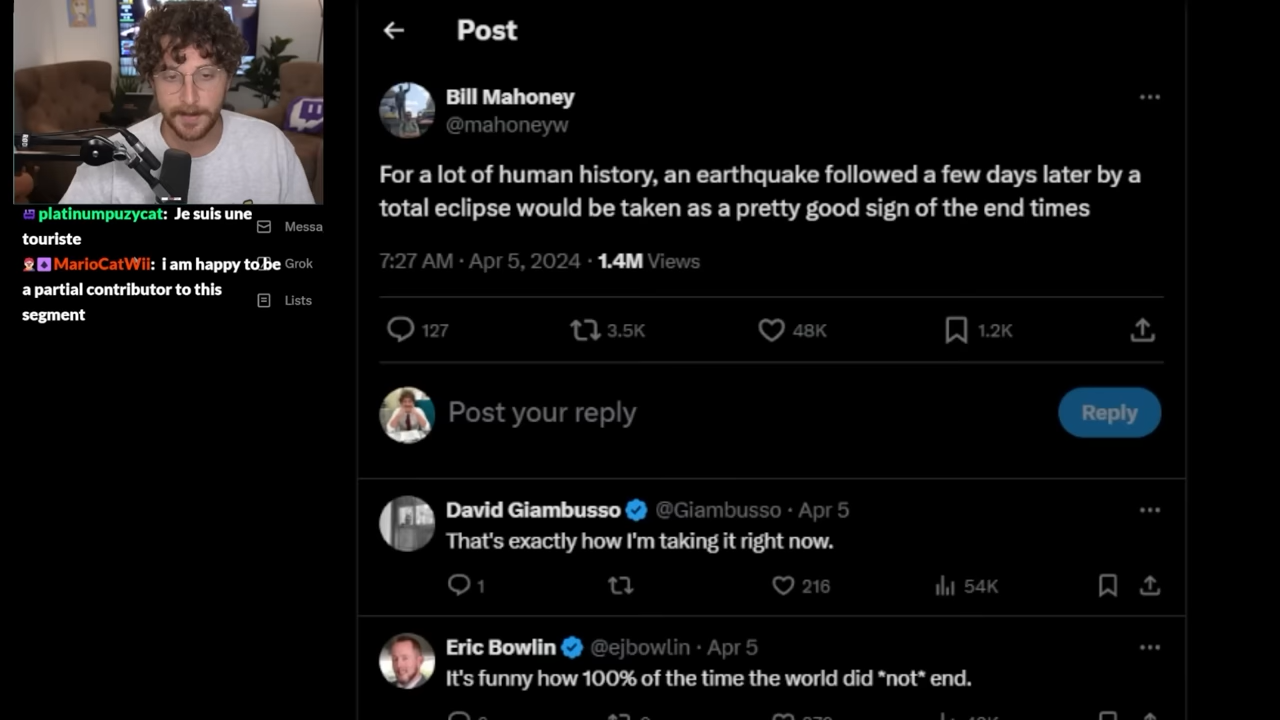 Post
Bill Mahoney
@mahoneyw
For a lot of human history, an earthquake followed a few days later by a
total eclipse would be taken as a pretty good sign of the end times
7:27 AM · Apr 5, 2024 · 1.4M Views
127 3.5K 48K 1.2K
Post your reply
Reply
David Giambusso @Giambusso · Apr 5
That's exactly how I'm taking it right now.
1 216 54K
Eric Bowlin @ejbowlin · Apr 5
It's funny how 100% of the time the world did *not* end.
platinumpuzycat: Je suis une
touriste
MarioCatWii: i am happy to be
a partial contributor to this
segment
Messa
Grok
Lists